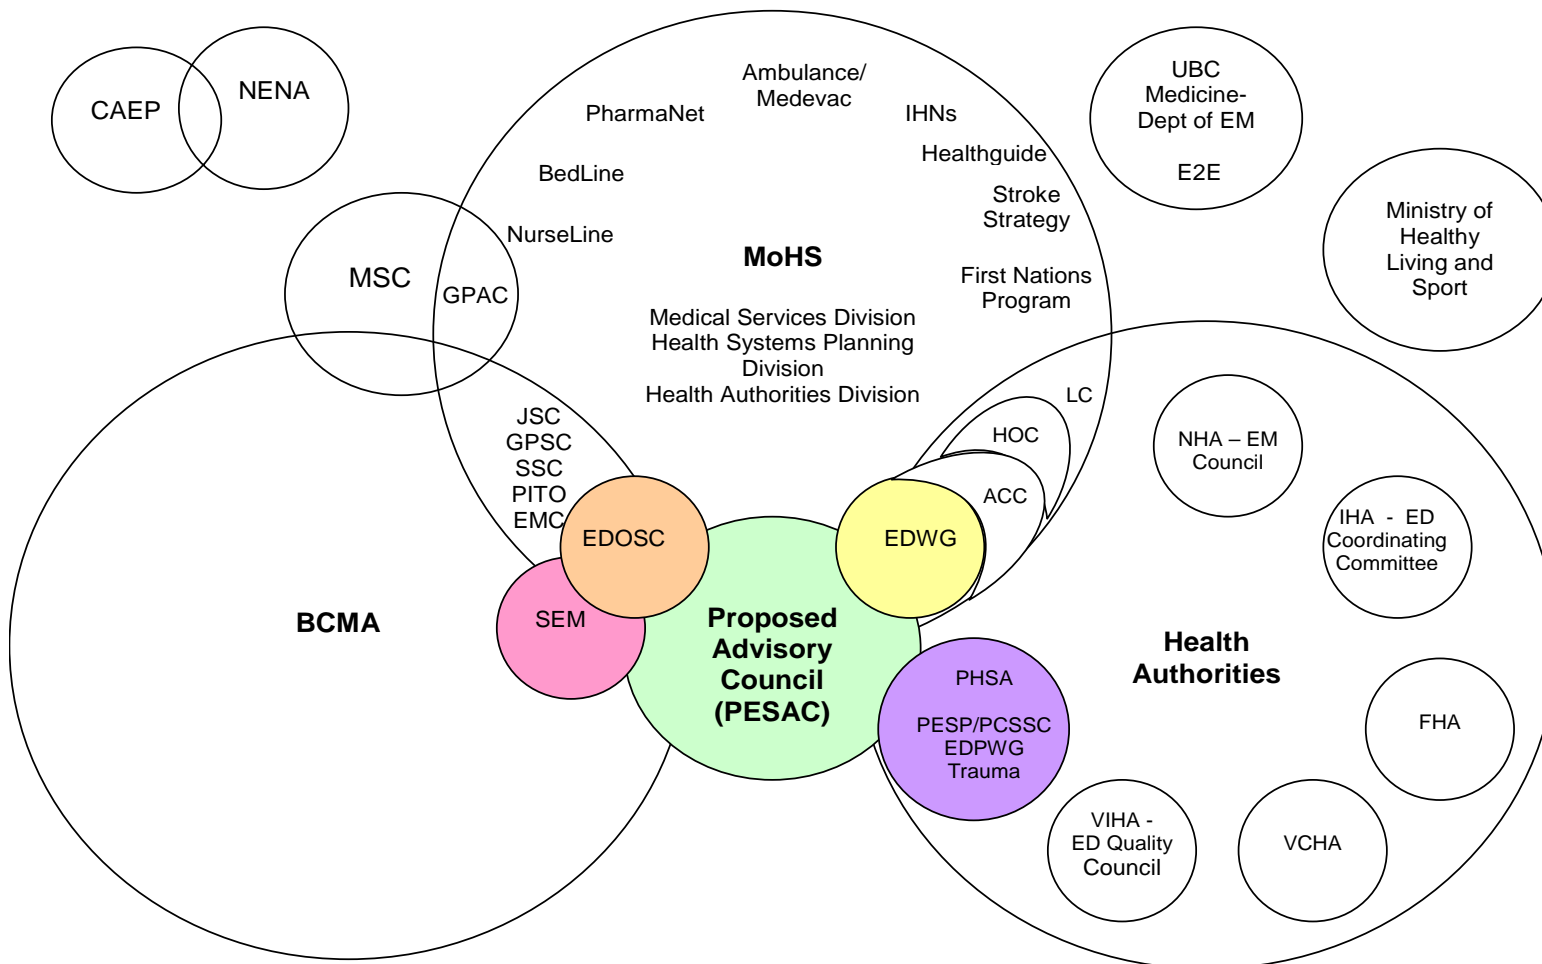 CAEP
NENA
Ambulance/
Medevac
PharmaNet
IHNs
Healthguide
BedLine
Stroke
Strategy
NurseLine
MoHS
First Nations
Program
Medical Services Division
Health Systems Planning
Division
Health Authorities Division
UBC
Medicine-
Dept of EM
E2E
Ministry of
Healthy
Living and
Sport
MSC
GPAC
JSC
GPSC
SSC
PITO
EMC
EDOSC
SEM
BCMA
Proposed
Advisory
Council
(PESAC)
EDWG
LC
HOC
ACC
NHA – EM
Council
IHA - ED
Coordinating
Committee
Health
Authorities
PHSA
PESP/PCSSC
EDPWG
Trauma
FHA
VIHA -
ED Quality
Council
VCHA